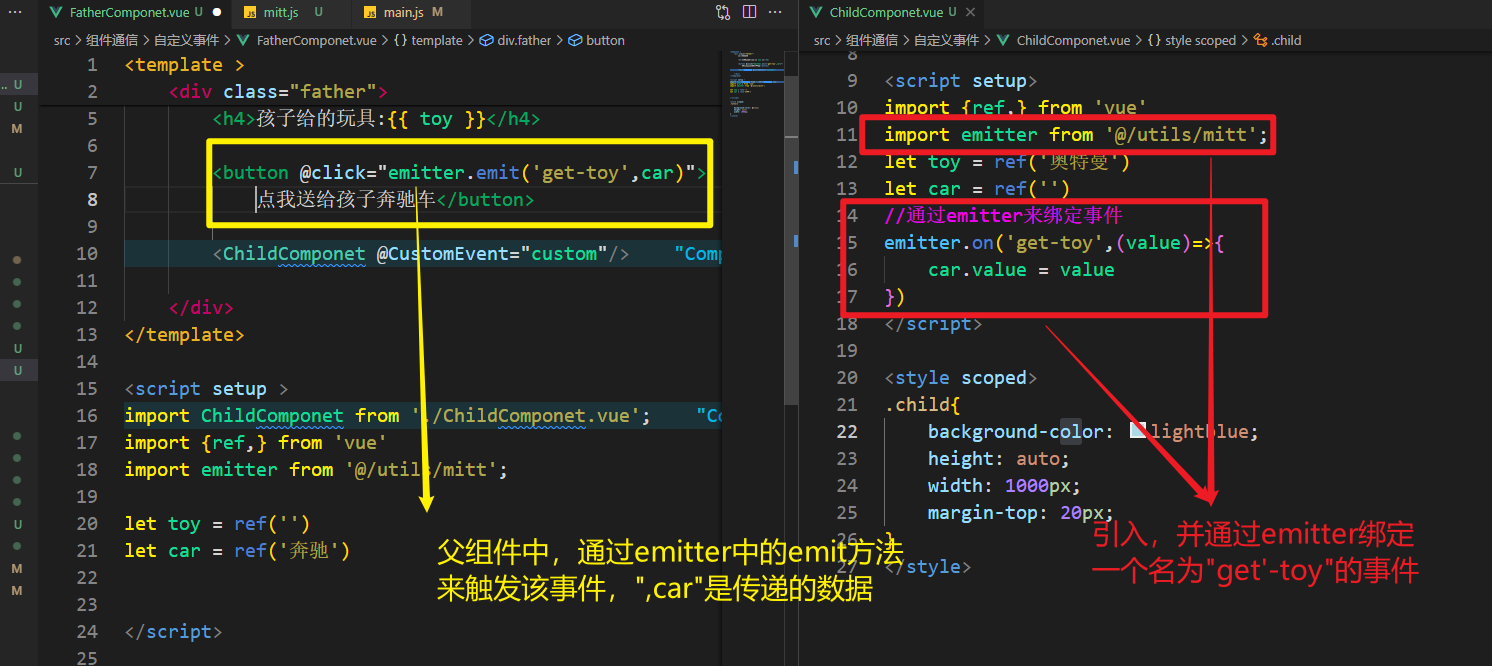 FatherComponet.vue U
mitt.js U
main.js M
src > 组件通信 > 自定义事件 > FatherComponet.vue > {} template > div.father > button
1 <template >
2 <div class="father">
5 <h4>孩子给的玩具:{{ toy }}</h4>
6
7 <button @click="emitter.emit('get-toy',car)">
8 点我送给孩子奔驰车</button>
9
10 <ChildComponet @CustomEvent="custom"/> "Comp
11
12 </div>
13 </template>
14
15 <script setup >
16 import ChildComponet from './ChildComponet.vue'; "Co
17 import {ref,} from 'vue'
18 import emitter from '@/utils/mitt';
19
20 let toy = ref('')
21 let car = ref('奔驰')
22
23
24 </script>
25
父组件中，通过emitter中的emit方法
来触发该事件，",car"是传递的数据
ChildComponet.vue U
src > 组件通信 > 自定义事件 > ChildComponet.vue > {} style scoped > .child
8
9 <script setup>
10 import {ref,} from 'vue'
11 import emitter from '@/utils/mitt';
12 let toy = ref('奥特曼')
13 let car = ref('')
14 //通过emitter来绑定事件
15 emitter.on('get-toy',(value)=>{
16 car.value = value
17 })
18 </script>
19
20 <style scoped>
21 .child{
22 background-color: lightblue;
23 height: auto;
24 width: 1000px;
25 margin-top: 20px;
26 }
27 </style>
引入，并通过emitter绑定
一个名为"get'-toy"的事件
U
U
M
U
U
U
U
M
M